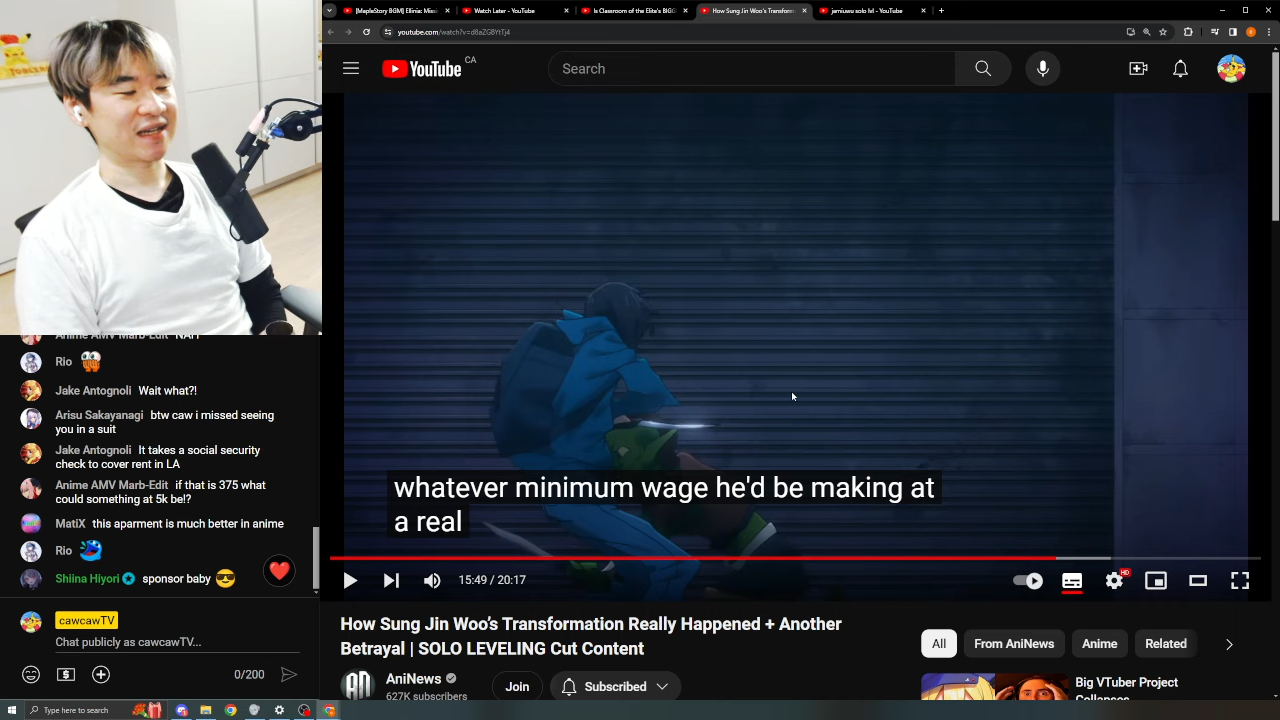 [MapleStory BGM] Ellinia: Missi
Watch Later - YouTube
Is Classroom of the Elite's BIGG
How Sung Jin Woo's Transform
jamiuwu solo lvl - YouTube
youtube.com/watch?v=d8aZGBYtTj4
YouTube CA
Search
whatever minimum wage he'd be making at
a real
15:49 / 20:17
HD
How Sung Jin Woo's Transformation Really Happened + Another
Betrayal | SOLO LEVELING Cut Content
AniNews
627K subscribers
Join
Subscribed
All
From AniNews
Anime
Related
Big VTuber Project
Collapses
Anime AMV Marb-Edit NAH
Rio
Jake Antognoli Wait what?!
Arisu Sakayanagi btw caw i missed seeing
you in a suit
Jake Antognoli It takes a social security
check to cover rent in LA
Anime AMV Marb-Edit if that is 375 what
could something at 5k be!?
MatiX this aparment is much better in anime
Rio
Shiina Hiyori sponsor baby
cawcawTV
Chat publicly as cawcawTV...
0/200
Type here to search